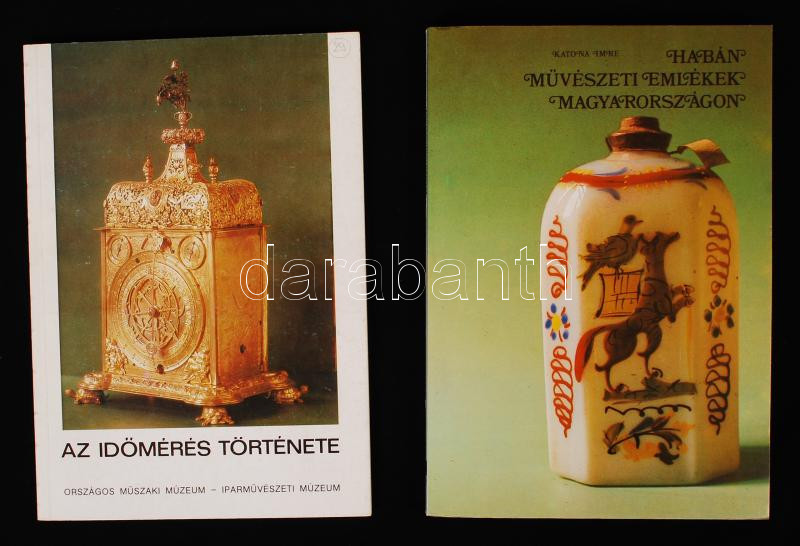 AZ IDŐMÉRÉS TÖRTÉNETE
ORSZÁGOS MŰSZAKI MÚZEUM – IPARMŰVÉSZETI MÚZEUM
KATONA IMRE
HABÁN
MŰVÉSZETI EMLÉKEK
MAGYARORSZÁGON
darabanth